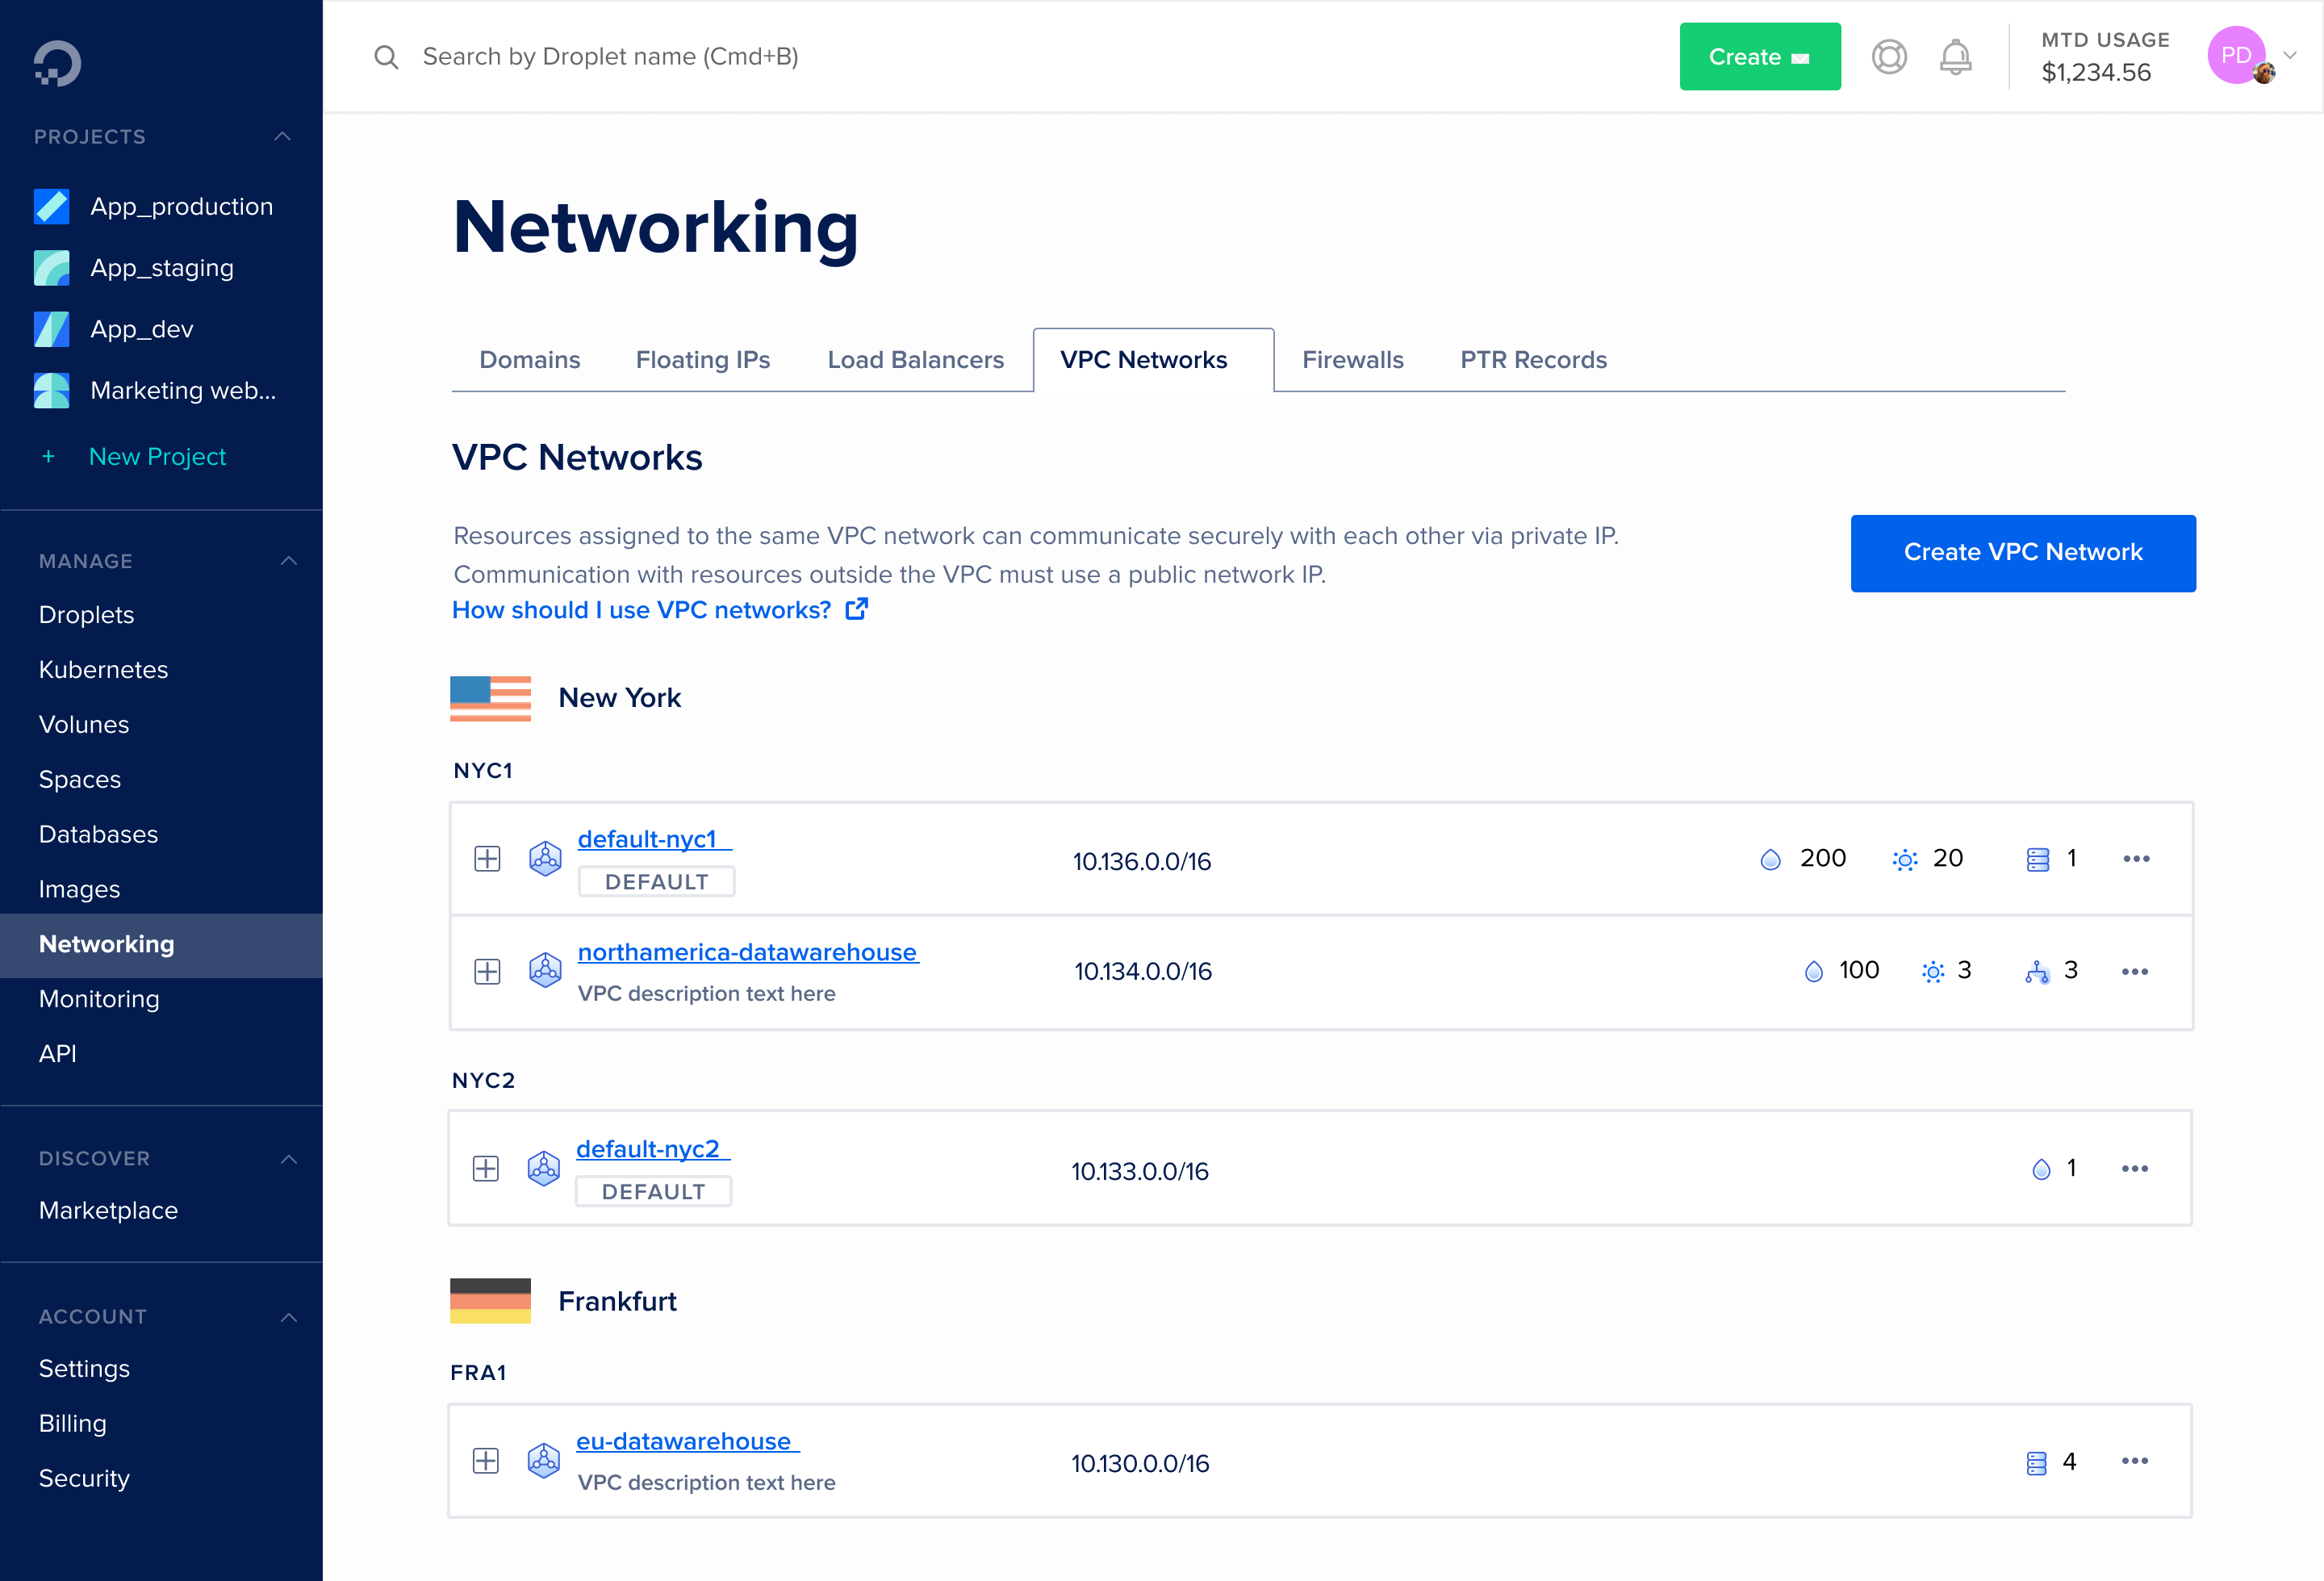 Search by Droplet name (Cmd+B)
Create
MTD USAGE
$1,234.56
PD
PROJECTS
App_production
App_staging
App_dev
Marketing web...
+ New Project
MANAGE
Droplets
Kubernetes
Volunes
Spaces
Databases
Images
Networking
Monitoring
API
DISCOVER
Marketplace
ACCOUNT
Settings
Billing
Security
Networking
Domains Floating IPs Load Balancers VPC Networks Firewalls PTR Records
VPC Networks
Resources assigned to the same VPC network can communicate securely with each other via private IP.
Communication with resources outside the VPC must use a public network IP.
How should I use VPC networks?
Create VPC Network
New York
NYC1
default-nyc1
DEFAULT
10.136.0.0/16
200 20 1
northamerica-datawarehouse
VPC description text here
10.134.0.0/16
100 3 3
NYC2
default-nyc2
DEFAULT
10.133.0.0/16
1
Frankfurt
FRA1
eu-datawarehouse
VPC description text here
10.130.0.0/16
4